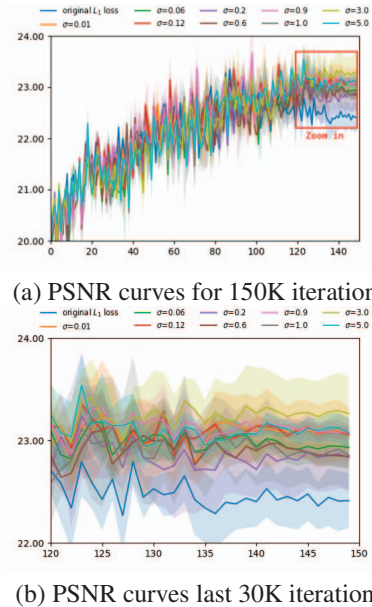 original L₁ loss σ=0.06 σ=0.2 σ=0.9 σ=3.0
σ=0.01 σ=0.12 σ=0.6 σ=1.0 σ=5.0
24.00
23.00
22.00
21.00
20.00
Zoom in
0 20 40 60 80 100 120 140
(a) PSNR curves for 150K iteration
original L₁ loss σ=0.06 σ=0.2 σ=0.9 σ=3.0
σ=0.01 σ=0.12 σ=0.6 σ=1.0 σ=5.0
24.00
23.00
22.00
120 125 130 135 140 145 150
(b) PSNR curves last 30K iteration